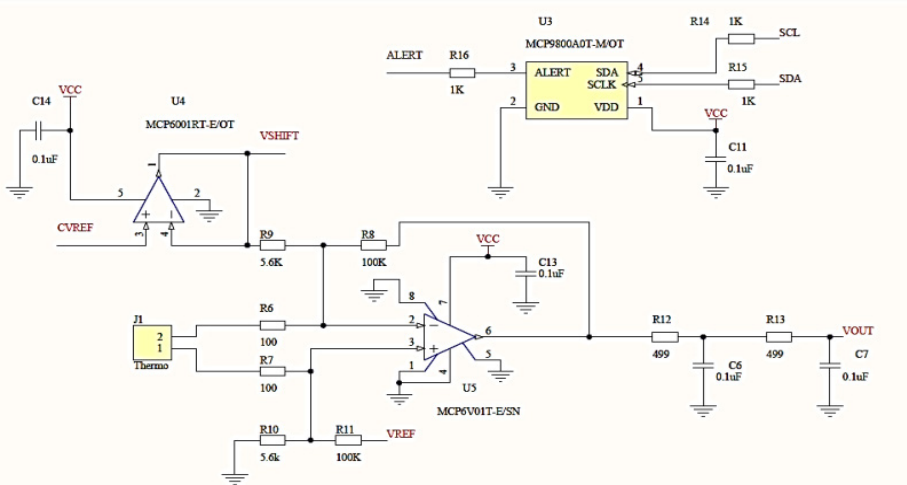 U3
MCP9800A0T-M/OT
R14 1K
SCL
ALERT
R16
1K
3
ALERT
SDA
4
SCLK
5
R15
1K
SDA
2
GND
VDD
1
VCC
C11
0.1uF
C14
0.1uF
VCC
U4
MCP6001RT-E/OT
VSHIFT
1
5
2
+
-
3
4
CVREF
R9
5.6K
R8
100K
VCC
C13
0.1uF
J1
2
1
Thermo
R6
100
R7
100
8
7
2
-
3
+
6
1
4
5
U5
MCP6V01T-E/SN
R12
499
R13
499
VOUT
C6
0.1uF
C7
0.1uF
R10
5.6k
R11
100K
VREF